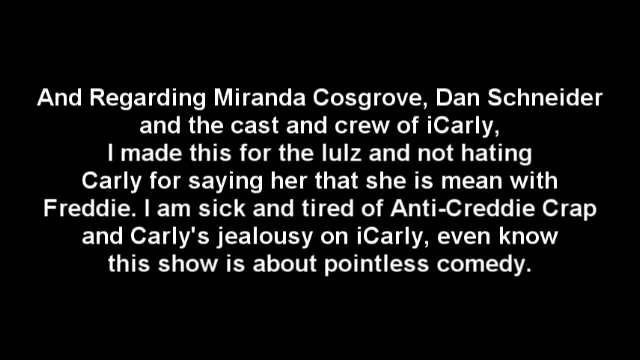 And Regarding Miranda Cosgrove, Dan Schneider
and the cast and crew of iCarly,
I made this for the lulz and not hating
Carly for saying her that she is mean with
Freddie. I am sick and tired of Anti-Creddie Crap
and Carly's jealousy on iCarly, even know
this show is about pointless comedy.